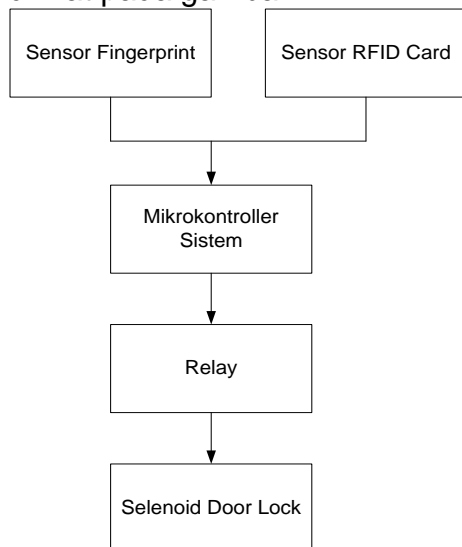 Sensor Fingerprint
Sensor RFID Card
Mikrokontroller
Sistem
Relay
Selenoid Door Lock